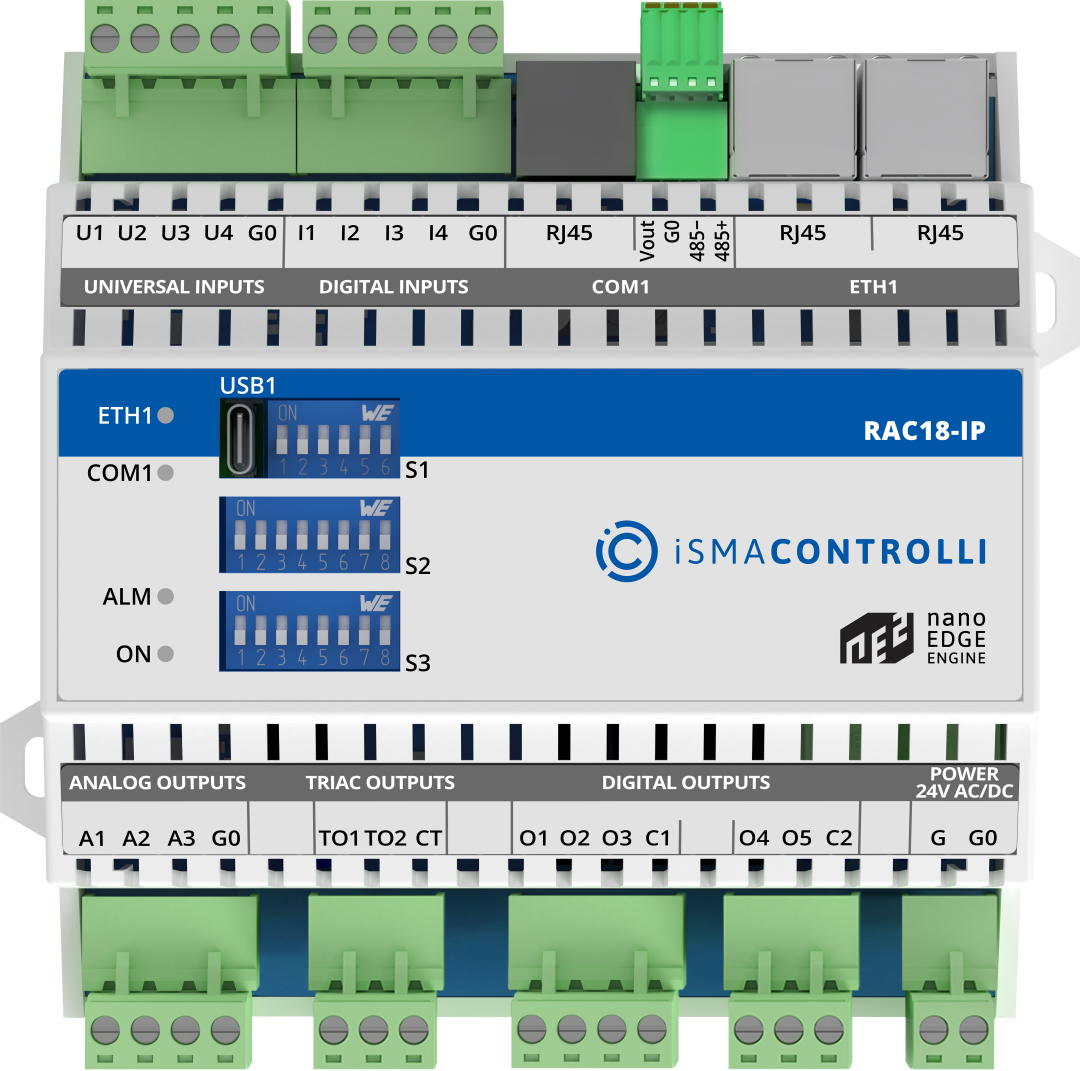 U1 U2 U3 U4 G0 I1 I2 I3 I4 G0 RJ45 Vout G0 485− 485+ RJ45 RJ45
UNIVERSAL INPUTS DIGITAL INPUTS COM1 ETH1
USB1
ETH1
ON WE
1 2 3 4 5 6
S1
RAC18-IP
COM1
ON WE
1 2 3 4 5 6 7 8
S2
iSMACONTROLLI
ALM
ON WE
1 2 3 4 5 6 7 8
S3
ON
nano
EDGE
ENGINE
ANALOG OUTPUTS TRIAC OUTPUTS DIGITAL OUTPUTS POWER
24V AC/DC
A1 A2 A3 G0 TO1 TO2 CT O1 O2 O3 C1 O4 O5 C2 G G0